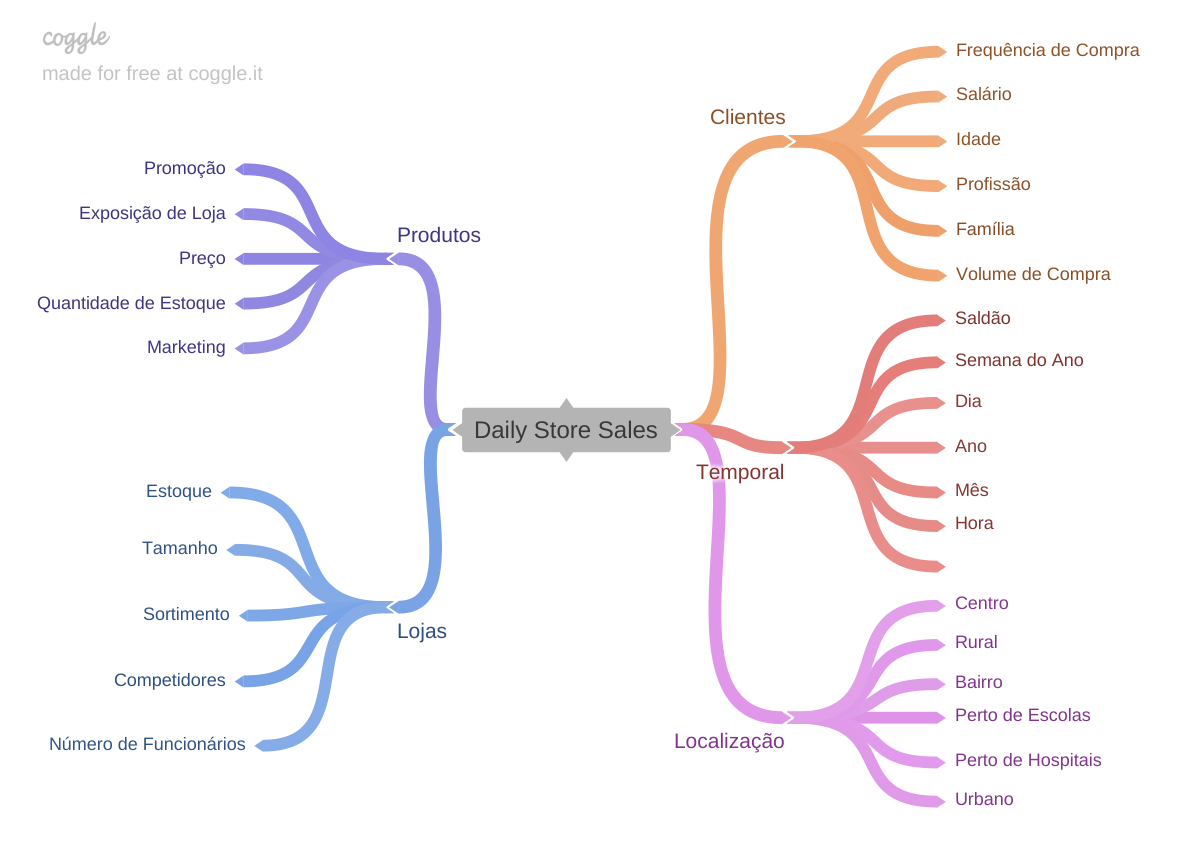 coggle
made for free at coggle.it
Produtos
Promoção
Exposição de Loja
Preço
Quantidade de Estoque
Marketing
Lojas
Estoque
Tamanho
Sortimento
Competidores
Número de Funcionários
Daily Store Sales
Clientes
Frequência de Compra
Salário
Idade
Profissão
Família
Volume de Compra
Temporal
Saldão
Semana do Ano
Dia
Ano
Mês
Hora
Localização
Centro
Rural
Bairro
Perto de Escolas
Perto de Hospitais
Urbano